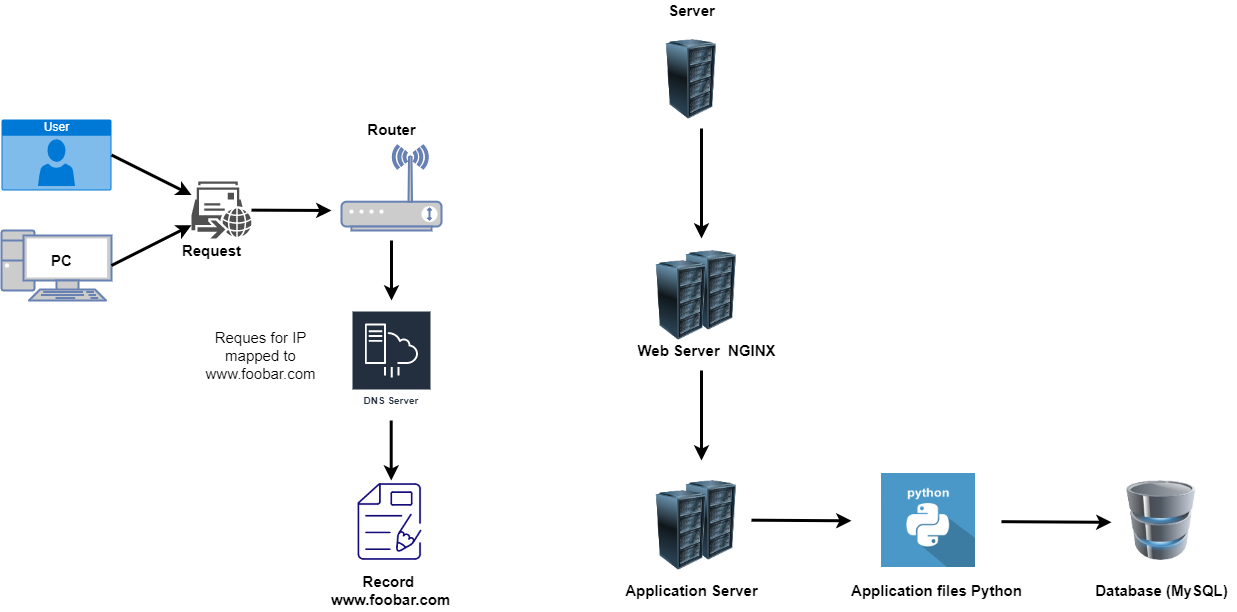 Server
User
Router
PC
Request
Reques for IP
mapped to
www.foobar.com
DNS Server
Web Server  NGINX
Record
www.foobar.com
Application Server
python
Application files Python
Database (MySQL)